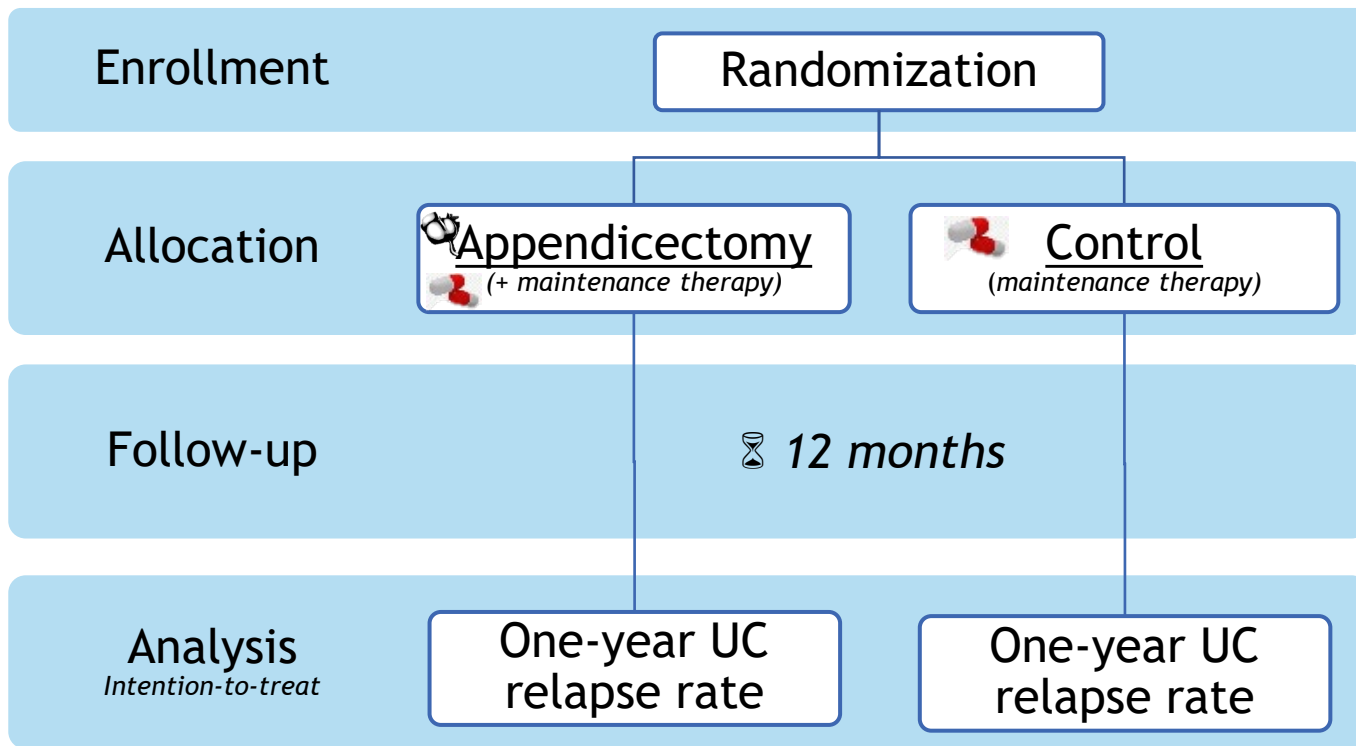 Enrollment
Randomization
Allocation
Appendicectomy
(+ maintenance therapy)
Control
(maintenance therapy)
Follow-up
⏳ 12 months
Analysis
Intention-to-treat
One-year UC
relapse rate
One-year UC
relapse rate